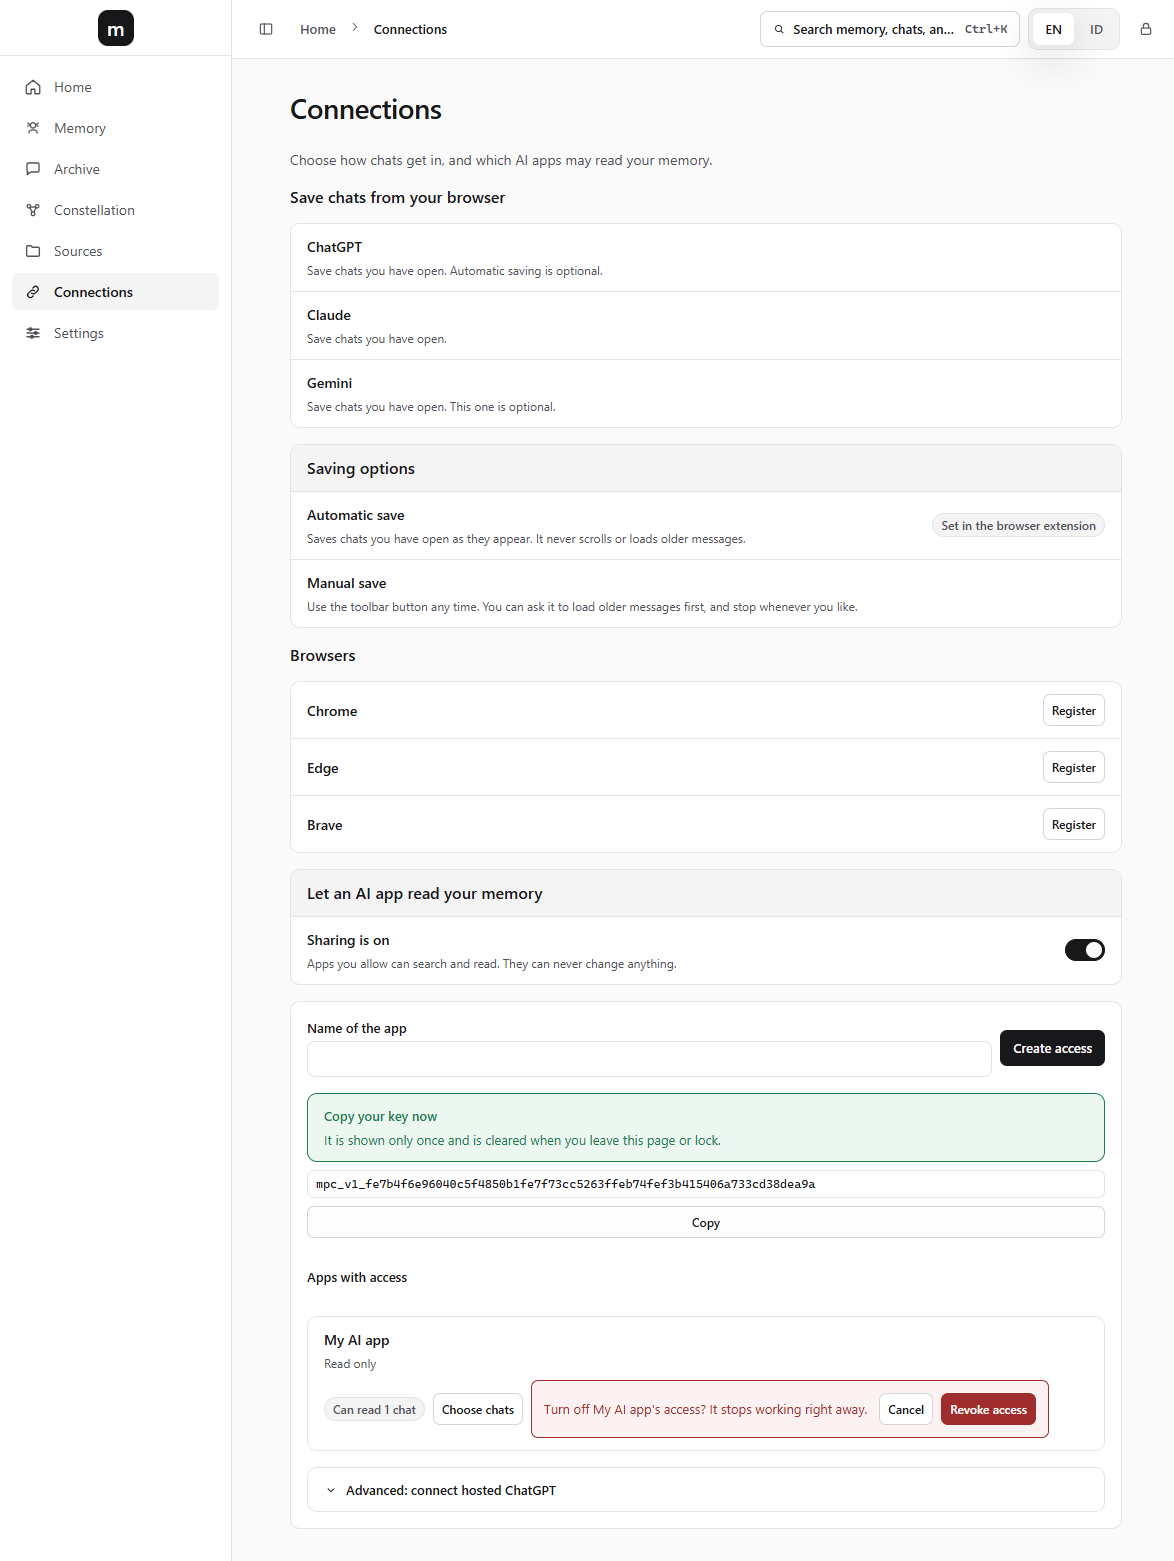 m
Home
Connections
Search memory, chats, an...
Ctrl+K
EN
ID
Home
Memory
Archive
Constellation
Sources
Connections
Settings
Connections
Choose how chats get in, and which AI apps may read your memory.
Save chats from your browser
ChatGPT
Save chats you have open. Automatic saving is optional.
Claude
Save chats you have open.
Gemini
Save chats you have open. This one is optional.
Saving options
Automatic save
Saves chats you have open as they appear. It never scrolls or loads older messages.
Set in the browser extension
Manual save
Use the toolbar button any time. You can ask it to load older messages first, and stop whenever you like.
Browsers
Chrome
Register
Edge
Register
Brave
Register
Let an AI app read your memory
Sharing is on
Apps you allow can search and read. They can never change anything.
Name of the app
Create access
Copy your key now
It is shown only once and is cleared when you leave this page or lock.
mpc_v1_fe7b4f6e96040c5f4850b1fe7f73cc5263ffeb74fef3b415406a733cd38dea9a
Copy
Apps with access
My AI app
Read only
Can read 1 chat
Choose chats
Turn off My AI app's access? It stops working right away.
Cancel
Revoke access
Advanced: connect hosted ChatGPT